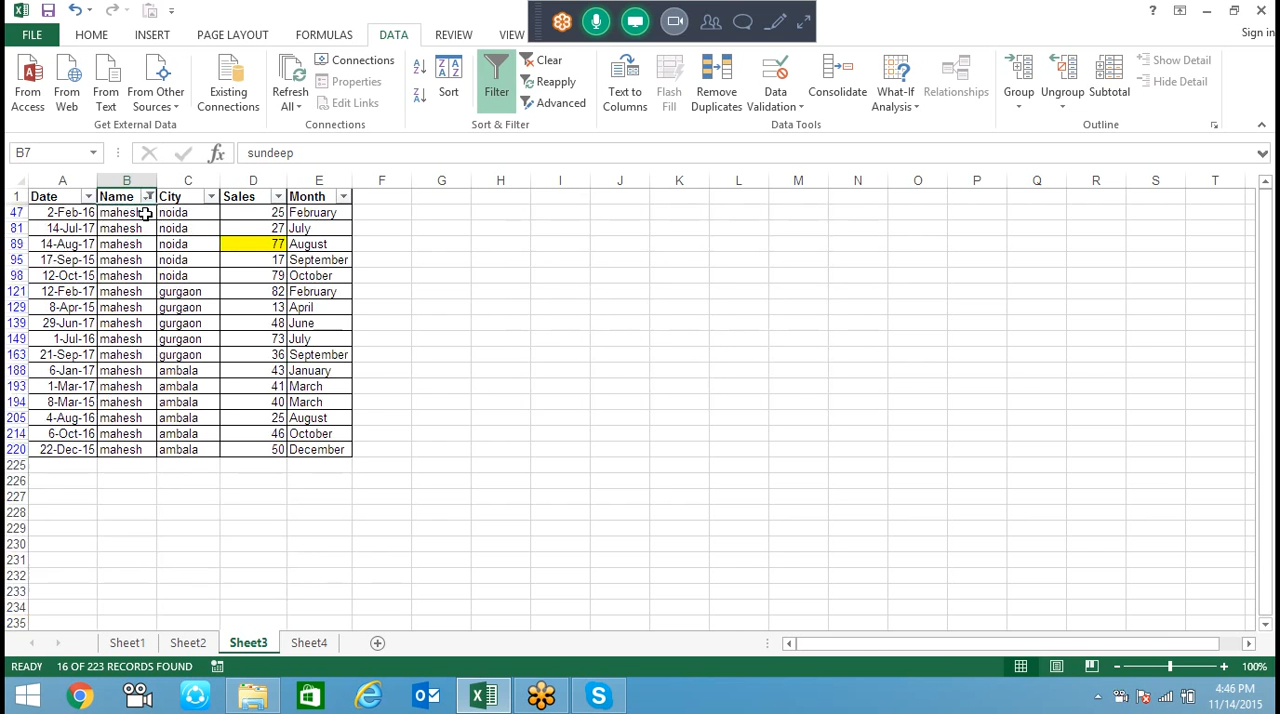 FILE HOME INSERT PAGE LAYOUT FORMULAS DATA REVIEW VIEW ? Sign in
From Access From Web From Text From Other Sources Existing Connections Refresh All Connections Properties Edit Links Sort Filter Clear Reapply Advanced Text to Columns Flash Fill Remove Duplicates Data Validation Consolidate What-If Analysis Relationships Group Ungroup Subtotal Show Detail Hide Detail
Get External Data Connections Sort & Filter Data Tools Outline
B7 fx sundeep
A B C D E F G H I J K L M N O P Q R S T
1 Date Name City Sales Month
47 2-Feb-16 mahesh noida 25 February
81 14-Jul-17 mahesh noida 27 July
89 14-Aug-17 mahesh noida 77 August
95 17-Sep-15 mahesh noida 17 September
98 12-Oct-15 mahesh noida 79 October
121 12-Feb-17 mahesh gurgaon 82 February
129 8-Apr-15 mahesh gurgaon 13 April
139 29-Jun-17 mahesh gurgaon 48 June
149 1-Jul-16 mahesh gurgaon 73 July
163 21-Sep-17 mahesh gurgaon 36 September
188 6-Jan-17 mahesh ambala 43 January
193 1-Mar-17 mahesh ambala 41 March
194 8-Mar-15 mahesh ambala 40 March
205 4-Aug-16 mahesh ambala 25 August
214 6-Oct-16 mahesh ambala 46 October
220 22-Dec-15 mahesh ambala 50 December
225
226
227
228
229
230
231
232
233
234
235
Sheet1 Sheet2 Sheet3 Sheet4
READY 16 OF 223 RECORDS FOUND 100%
4:46 PM
11/14/2015